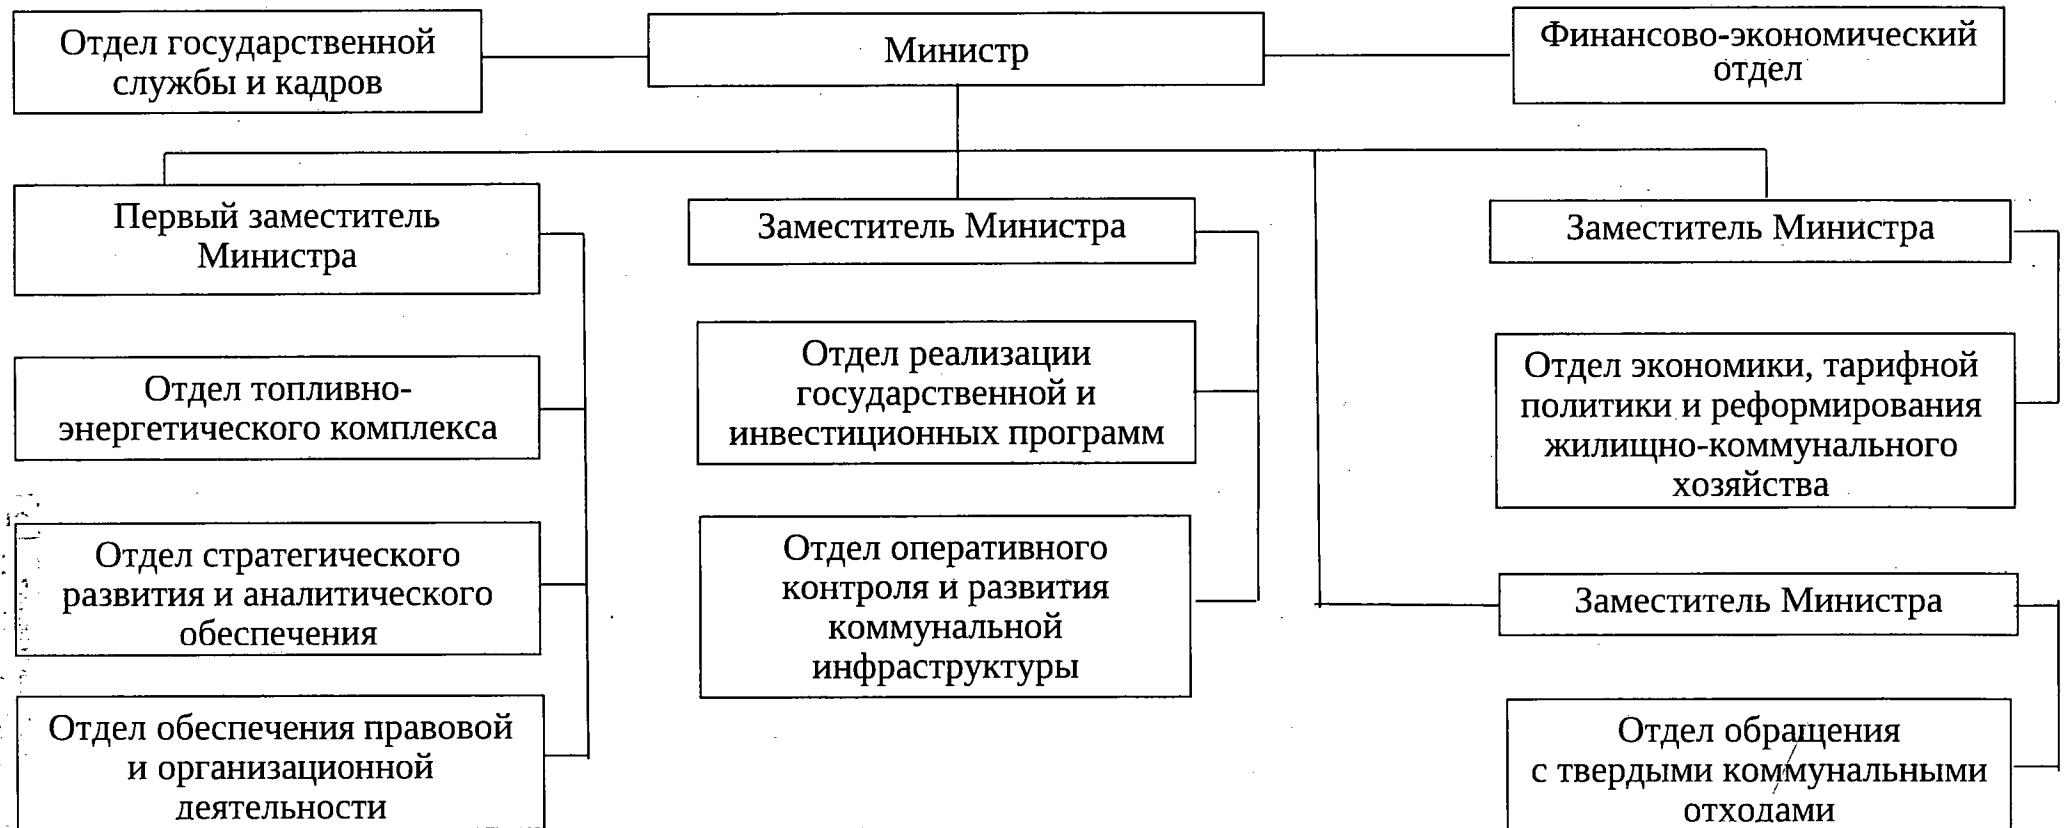 Отдел государственной
службы и кадров
Министр
Финансово-экономический
отдел
Первый заместитель
Министра
Заместитель Министра
Заместитель Министра
Отдел топливно-
энергетического комплекса
Отдел реализации
государственной и
инвестиционных программ
Отдел экономики, тарифной
политики и реформирования
жилищно-коммунального
хозяйства
Отдел стратегического
развития и аналитического
обеспечения
Отдел оперативного
контроля и развития
коммунальной
инфраструктуры
Заместитель Министра
Отдел обеспечения правовой
и организационной
деятельности
Отдел обращения
с твердыми коммунальными
отходами